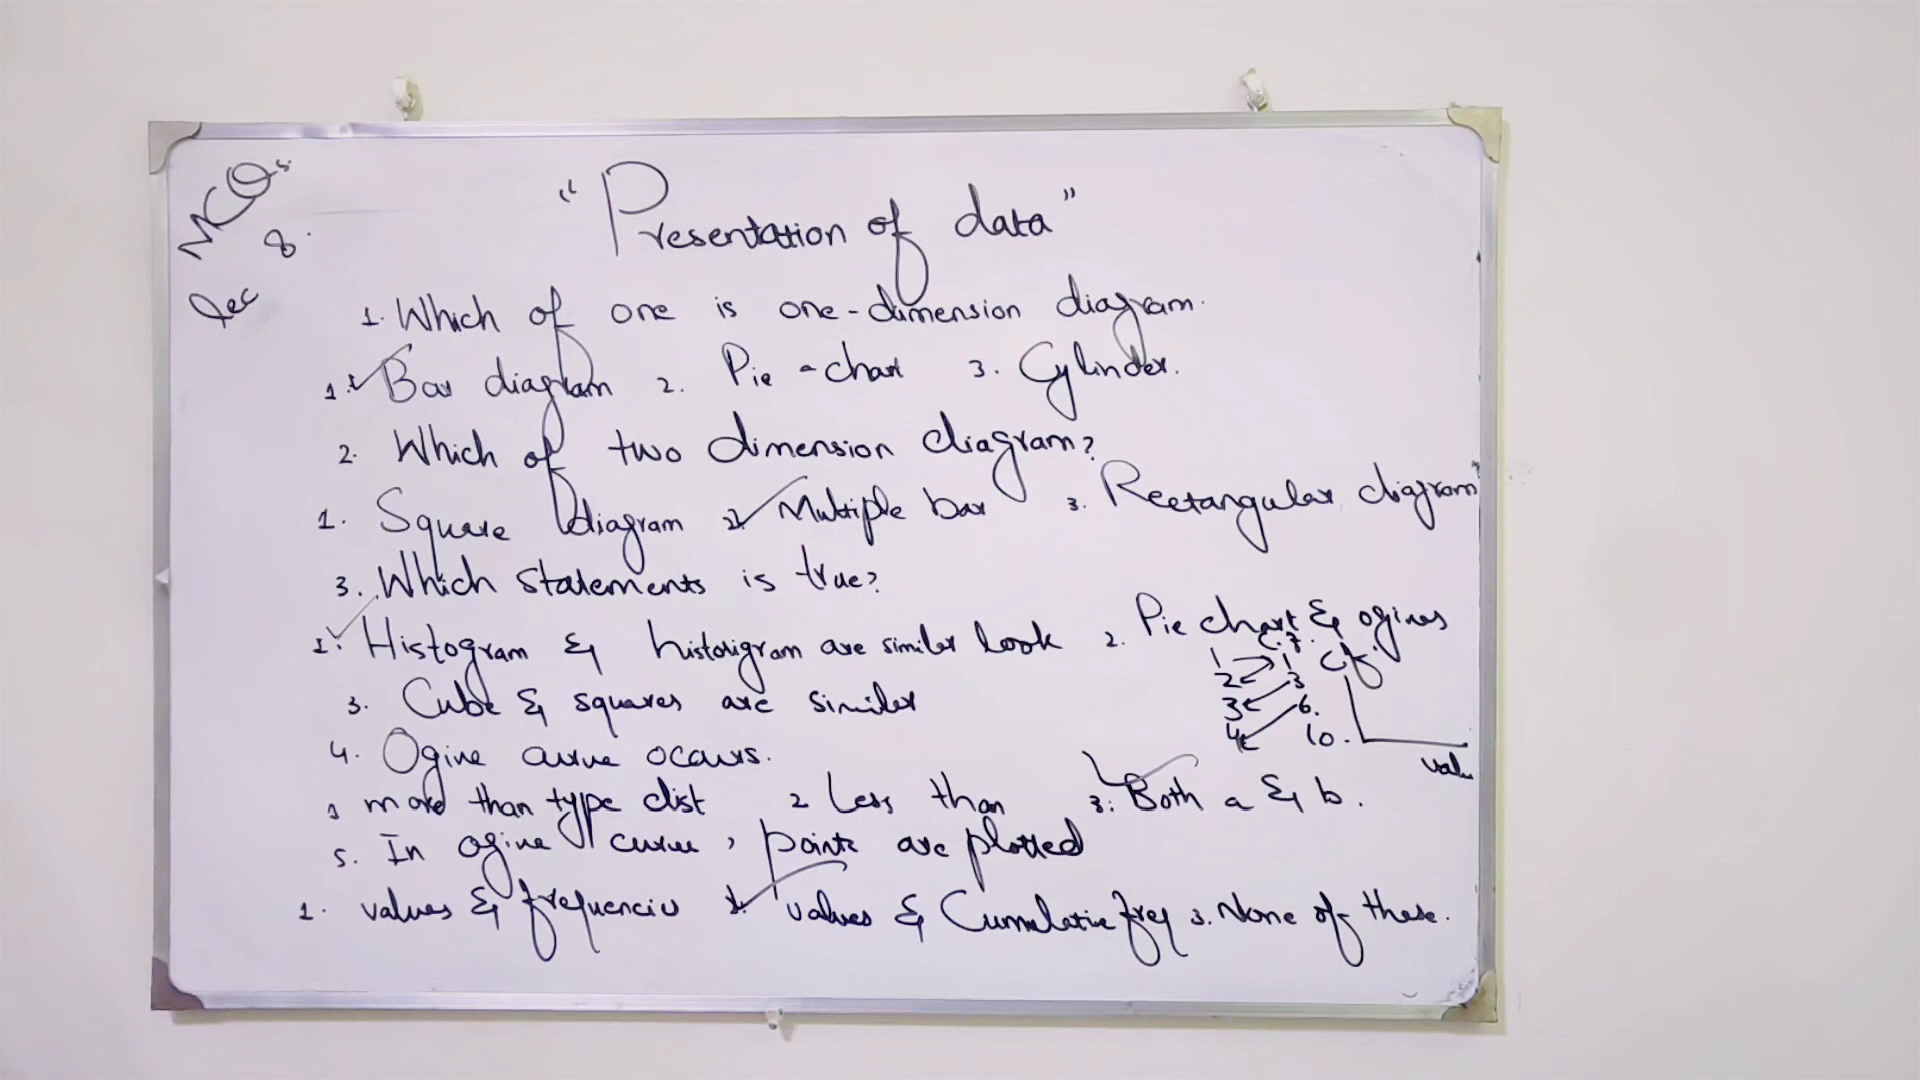 MCQs.
8.
Lec
"Presentation of data"
1. Which of one is one-dimension diagram.
1. Bar diagram 2. Pie-chart 3. Cylinder.
2. Which of two dimension diagram?
1. Square diagram 2. Multiple bar 3. Rectangular diagram
3. Which statements is true?
1. Histogram & historigram are similar look 2. Pie chart & ogives
3. Cube & squares are similar
C.F.
1 1 Cf.
2 3
3 6.
4 10.
value
4. Ogive curve occurs.
1 more than type dist 2 Less than 3. Both a & b.
5. In ogive curve, points are plotted
1. values & frequencies 2. values & Cumulative freq 3. None of these.